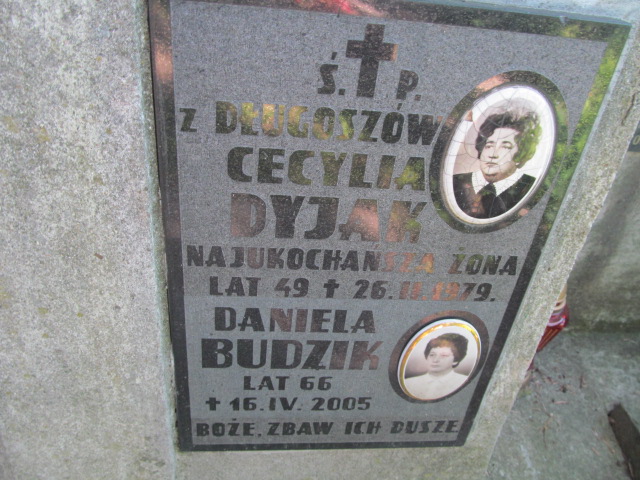 Ś. P.
Z DŁUGOSZÓW
CECYLIA
DYJAK
NAJUKOCHAŃSZA ŻONA
LAT 49 † 26. II. 1979.
DANIELA
BUDZIK
LAT 66
† 16. IV. 2005
BOŻE, ZBAW ICH DUSZE